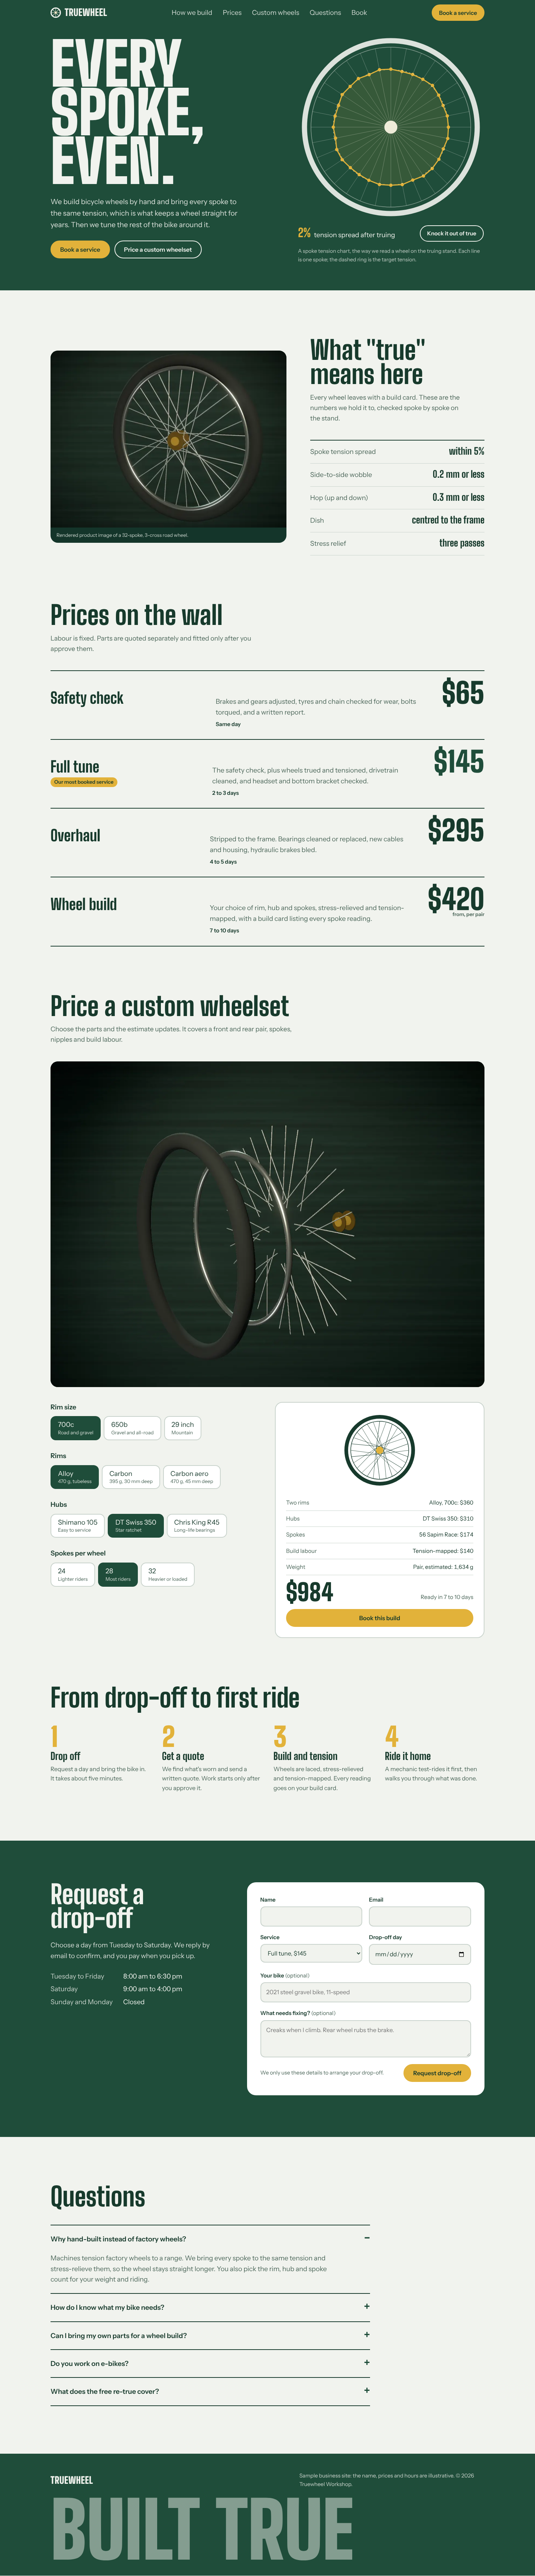 TRUEWHEEL
How we build
Prices
Custom wheels
Questions
Book
Book a service
EVERY
SPOKE,
EVEN.
We build bicycle wheels by hand and bring every spoke to
the same tension, which is what keeps a wheel straight for
years. Then we tune the rest of the bike around it.
Book a service
Price a custom wheelset
2% tension spread after truing
Knock it out of true
A spoke tension chart, the way we read a wheel on the truing stand. Each line
is one spoke; the dashed ring is the target tension.
Rendered product image of a 32-spoke, 3-cross road wheel.
What "true"
means here
Every wheel leaves with a build card. These are the
numbers we hold it to, checked spoke by spoke on
the stand.
Spoke tension spread within 5%
Side-to-side wobble 0.2 mm or less
Hop (up and down) 0.3 mm or less
Dish centred to the frame
Stress relief three passes
Prices on the wall
Labour is fixed. Parts are quoted separately and fitted only after you
approve them.
Safety check
Brakes and gears adjusted, tyres and chain checked for wear, bolts
torqued, and a written report.
Same day
$65
Full tune
Our most booked service
The safety check, plus wheels trued and tensioned, drivetrain
cleaned, and headset and bottom bracket checked.
2 to 3 days
$145
Overhaul
Stripped to the frame. Bearings cleaned or replaced, new cables
and housing, hydraulic brakes bled.
4 to 5 days
$295
Wheel build
Your choice of rim, hub and spokes, stress-relieved and tension-
mapped, with a build card listing every spoke reading.
7 to 10 days
$420
from, per pair
Price a custom wheelset
Choose the parts and the estimate updates. It covers a front and rear pair, spokes,
nipples and build labour.
Rim size
700c
Road and gravel
650b
Gravel and all-road
29 inch
Mountain
Rims
Alloy
470 g, tubeless
Carbon
395 g, 30 mm deep
Carbon aero
470 g, 45 mm deep
Hubs
Shimano 105
Easy to service
DT Swiss 350
Star ratchet
Chris King R45
Long-life bearings
Spokes per wheel
24
Lighter riders
28
Most riders
32
Heavier or loaded
Two rims Alloy, 700c: $360
Hubs DT Swiss 350: $310
Spokes 56 Sapim Race: $174
Build labour Tension-mapped: $140
Weight Pair, estimated: 1,634 g
$984
Ready in 7 to 10 days
Book this build
From drop-off to first ride
1
Drop off
Request a day and bring the bike in.
It takes about five minutes.
2
Get a quote
We find what's worn and send a
written quote. Work starts only after
you approve it.
3
Build and tension
Wheels are laced, stress-relieved
and tension-mapped. Every reading
goes on your build card.
4
Ride it home
A mechanic test-rides it first, then
walks you through what was done.
Request a
drop-off
Choose a day from Tuesday to Saturday. We reply by
email to confirm, and you pay when you pick up.
Tuesday to Friday 8:00 am to 6:30 pm
Saturday 9:00 am to 4:00 pm
Sunday and Monday Closed
Name
Email
Service
Full tune, $145
Drop-off day
mm/dd/yyyy
Your bike (optional)
2021 steel gravel bike, 11-speed
What needs fixing? (optional)
Creaks when I climb. Rear wheel rubs the brake.
We only use these details to arrange your drop-off.
Request drop-off
Questions
Why hand-built instead of factory wheels? −
Machines tension factory wheels to a range. We bring every spoke to the same tension and
stress-relieve them, so the wheel stays straight longer. You also pick the rim, hub and spoke
count for your weight and riding.
How do I know what my bike needs? +
Can I bring my own parts for a wheel build? +
Do you work on e-bikes? +
What does the free re-true cover? +
TRUEWHEEL
Sample business site: the name, prices and hours are illustrative. © 2026
Truewheel Workshop.
BUILT TRUE